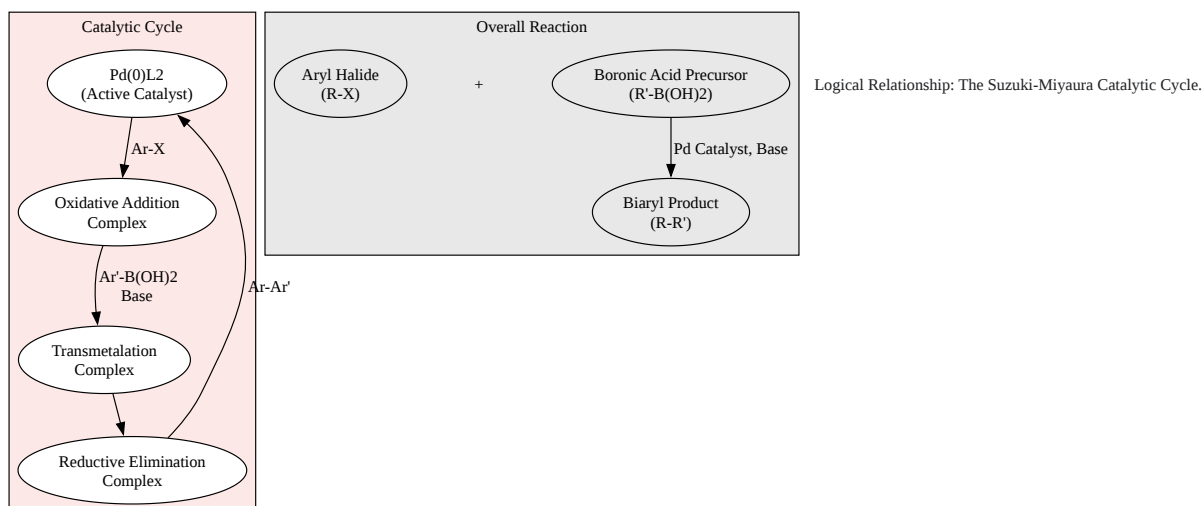 Catalytic Cycle
Pd(0)L2
(Active Catalyst)
Ar-X
Oxidative Addition
Complex
Ar'-B(OH)2
Base
Ar-Ar'
Transmetalation
Complex
Reductive Elimination
Complex
Overall Reaction
Aryl Halide
(R-X)
+
Boronic Acid Precursor
(R'-B(OH)2)
Pd Catalyst, Base
Biaryl Product
(R-R')
Logical Relationship: The Suzuki-Miyaura Catalytic Cycle.